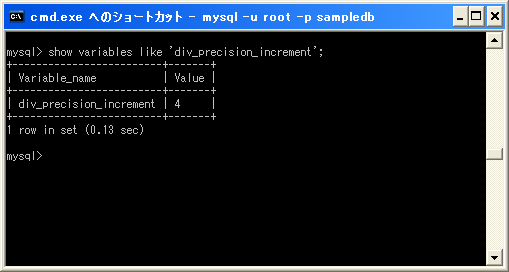 cmd.exe へのショートカット - mysql -u root -p sampledb
mysql> show variables like 'div_precision_increment';
+-------------------------+-------+
| Variable_name           | Value |
+-------------------------+-------+
| div_precision_increment | 4     |
+-------------------------+-------+
1 row in set (0.13 sec)
mysql>